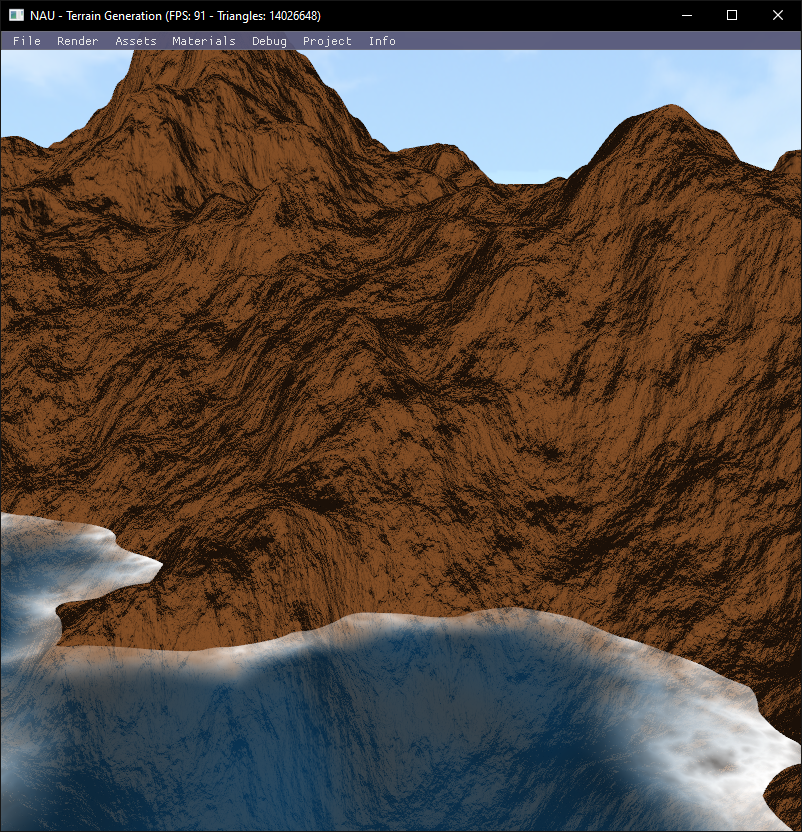 NAU - Terrain Generation (FPS: 91 - Triangles: 14026648)
File Render Assets Materials Debug Project Info